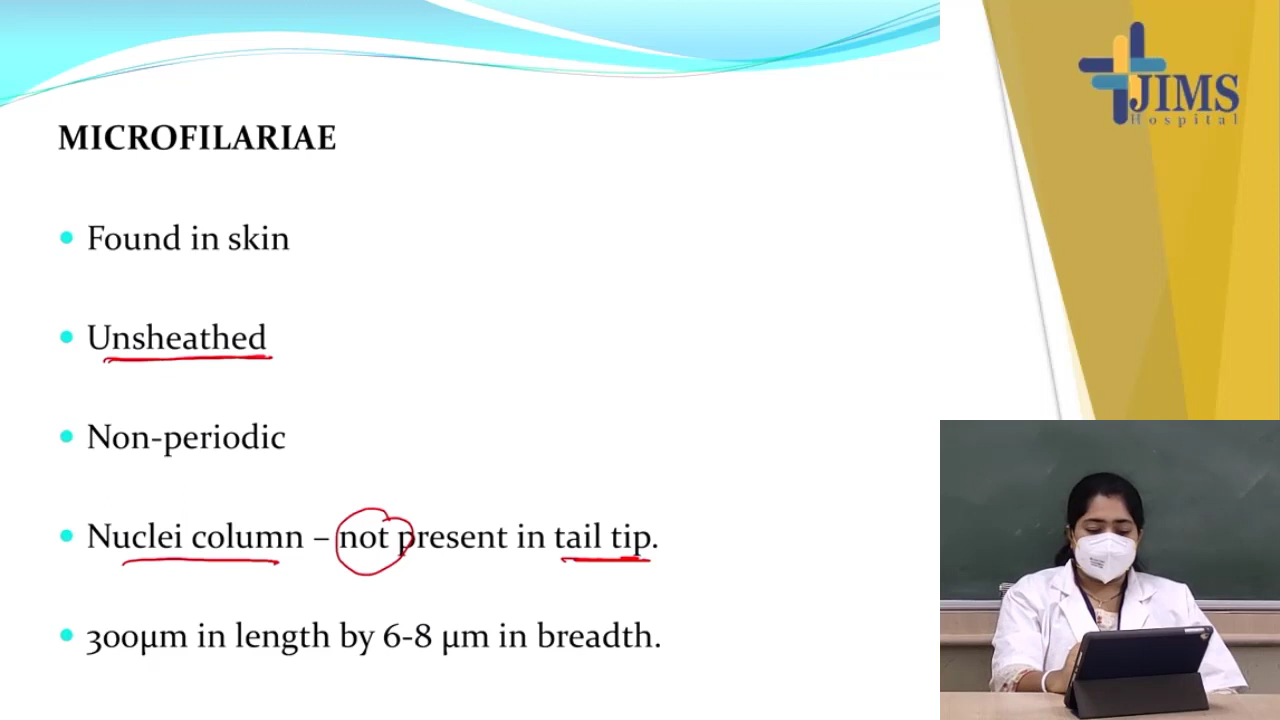 JIMS
Hospital
MICROFILARIAE
• Found in skin
• Unsheathed
• Non-periodic
• Nuclei column – not present in tail tip.
• 300µm in length by 6-8 µm in breadth.